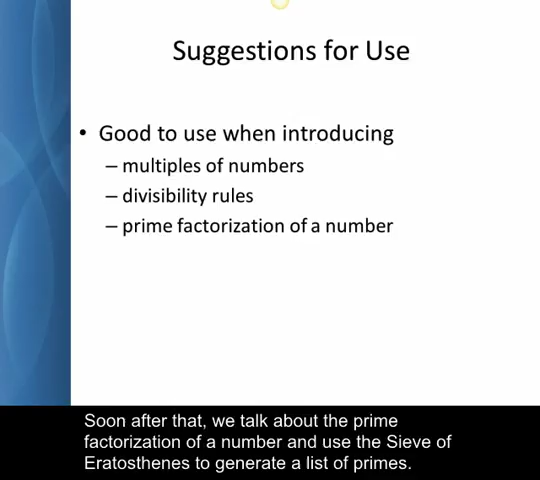 Suggestions for Use
• Good to use when introducing
– multiples of numbers
– divisibility rules
– prime factorization of a number
Soon after that, we talk about the prime
factorization of a number and use the Sieve of
Eratosthenes to generate a list of primes.